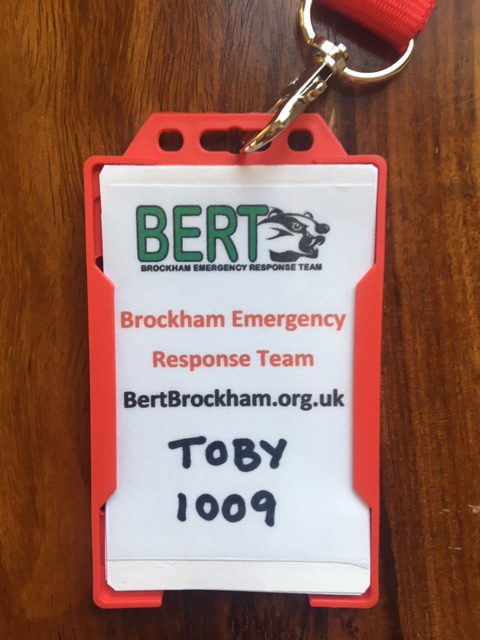 BERT
BROCKHAM EMERGENCY RESPONSE TEAM
Brockham Emergency
Response Team
BertBrockham.org.uk
TOBY
1009